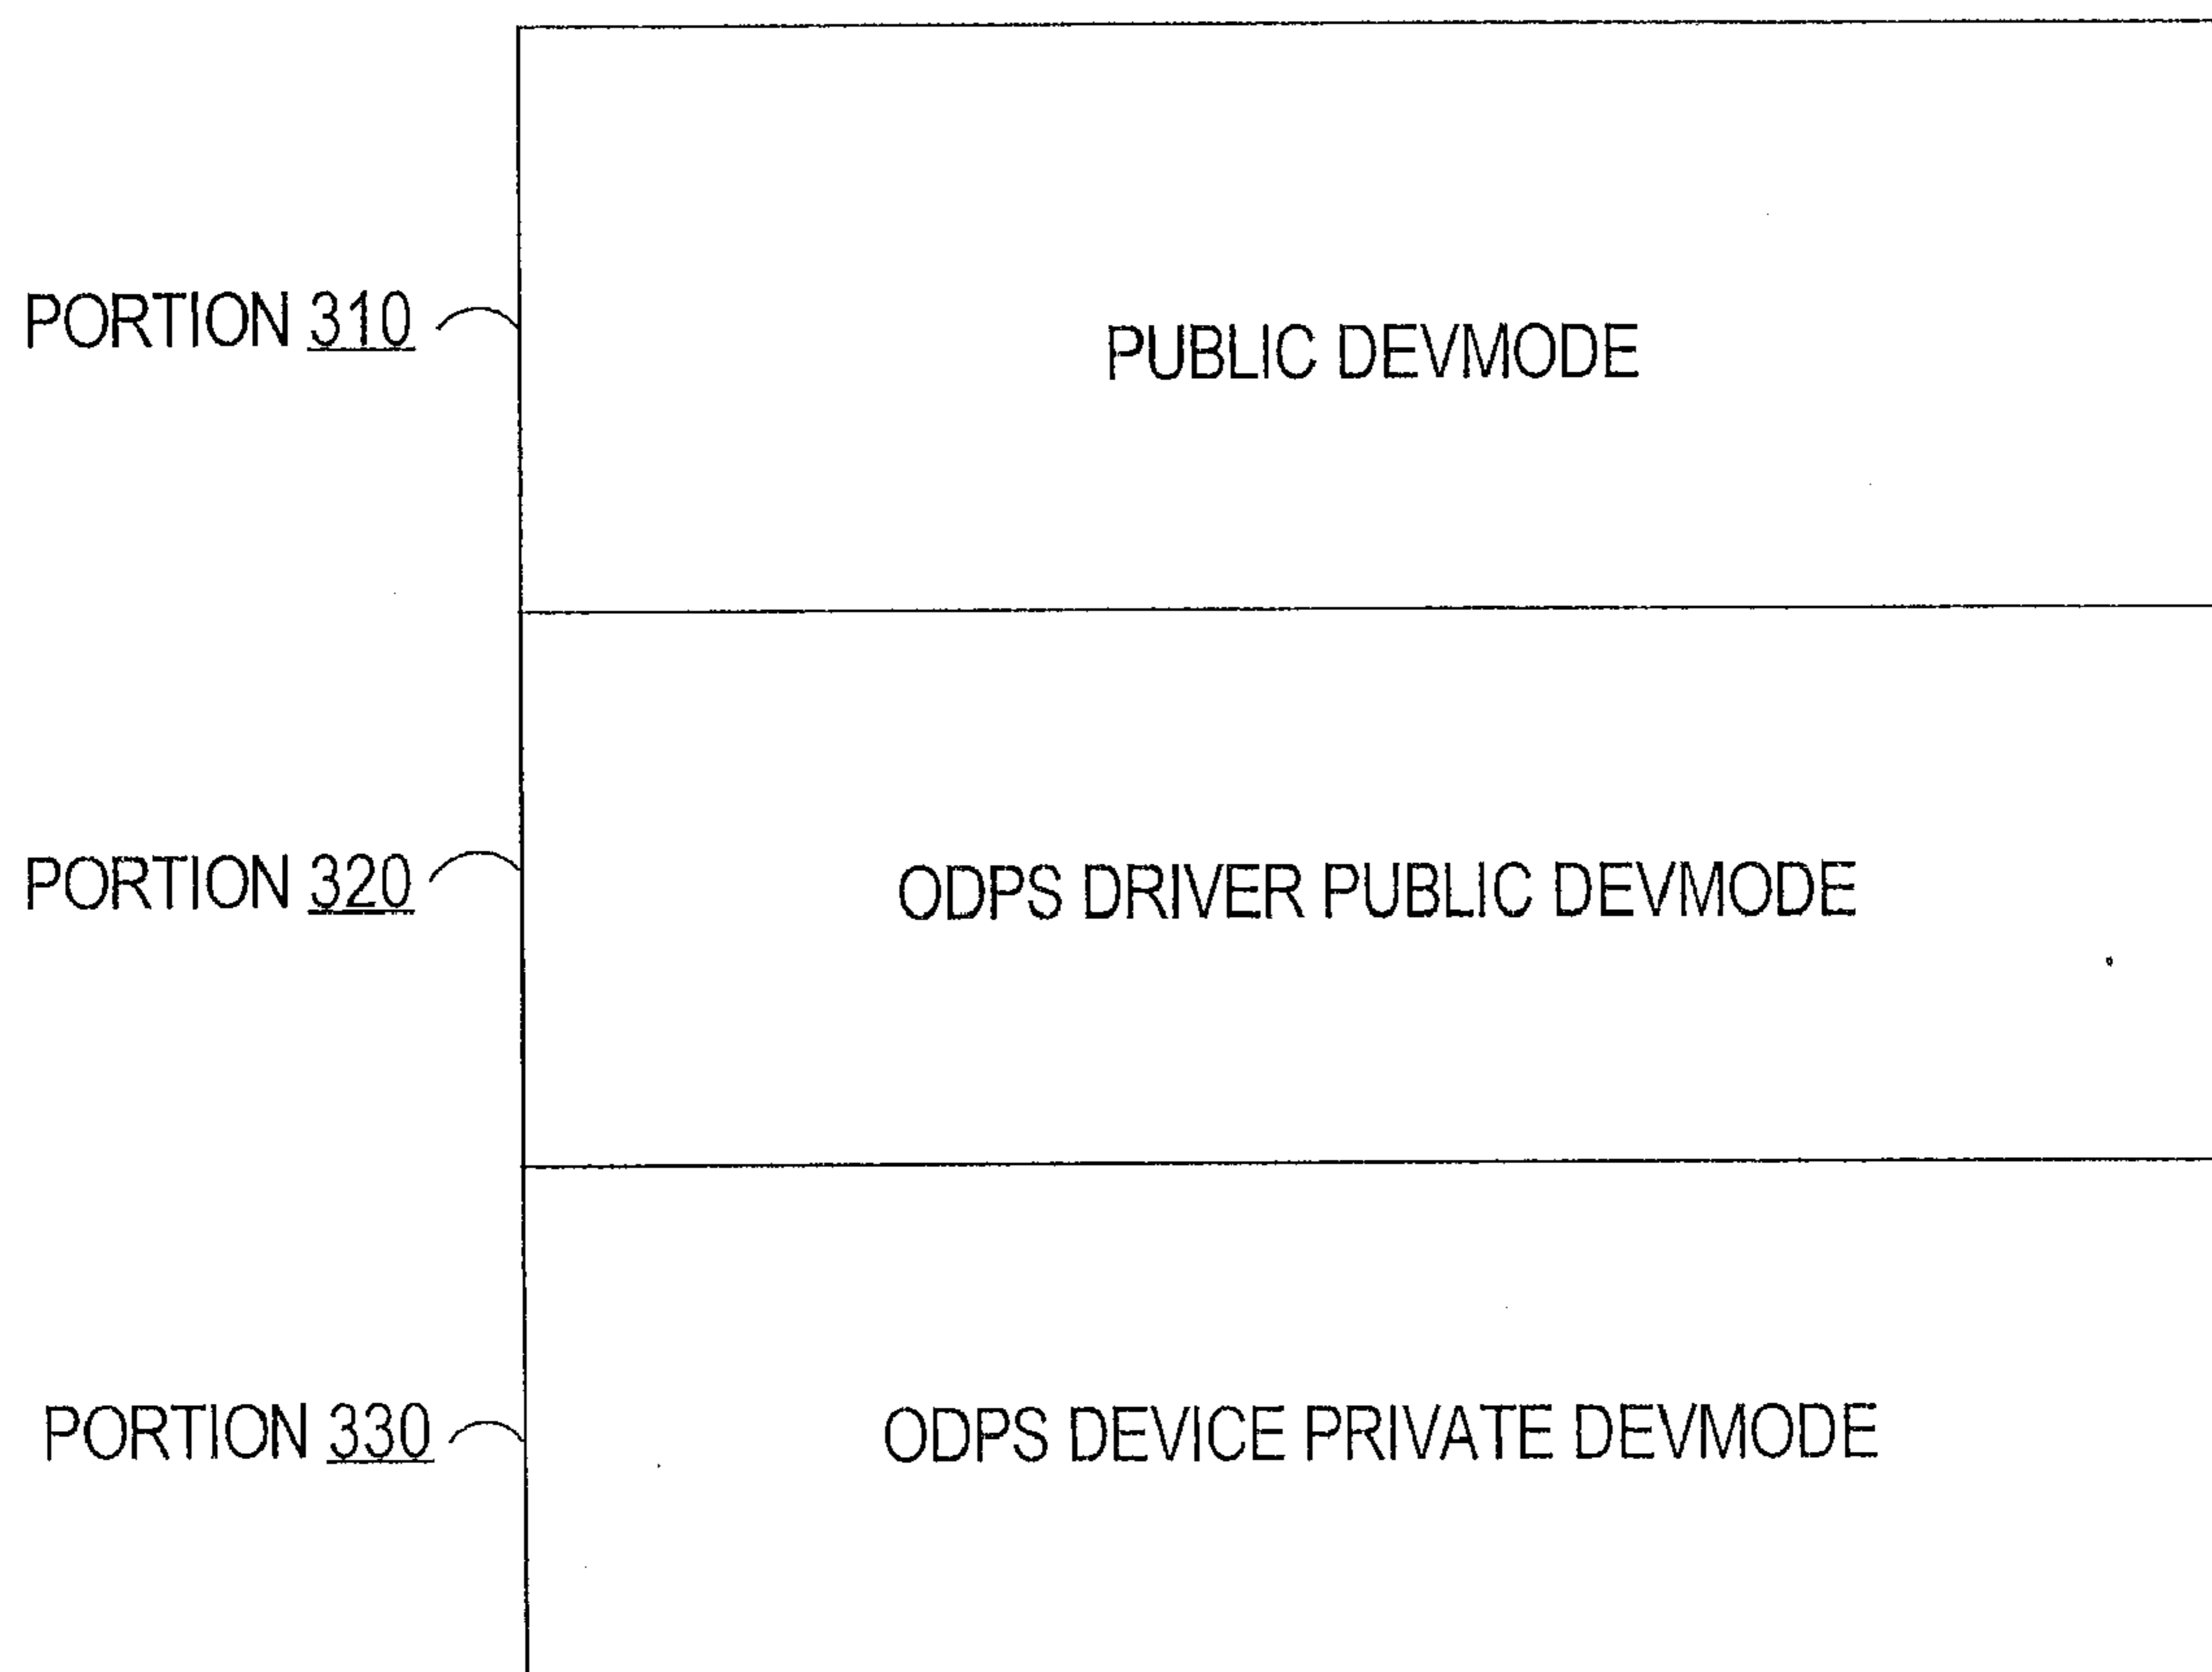 PORTION 310
PUBLIC DEVMODE
PORTION 320
ODPS DRIVER PUBLIC DEVMODE
PORTION 330
ODPS DEVICE PRIVATE DEVMODE